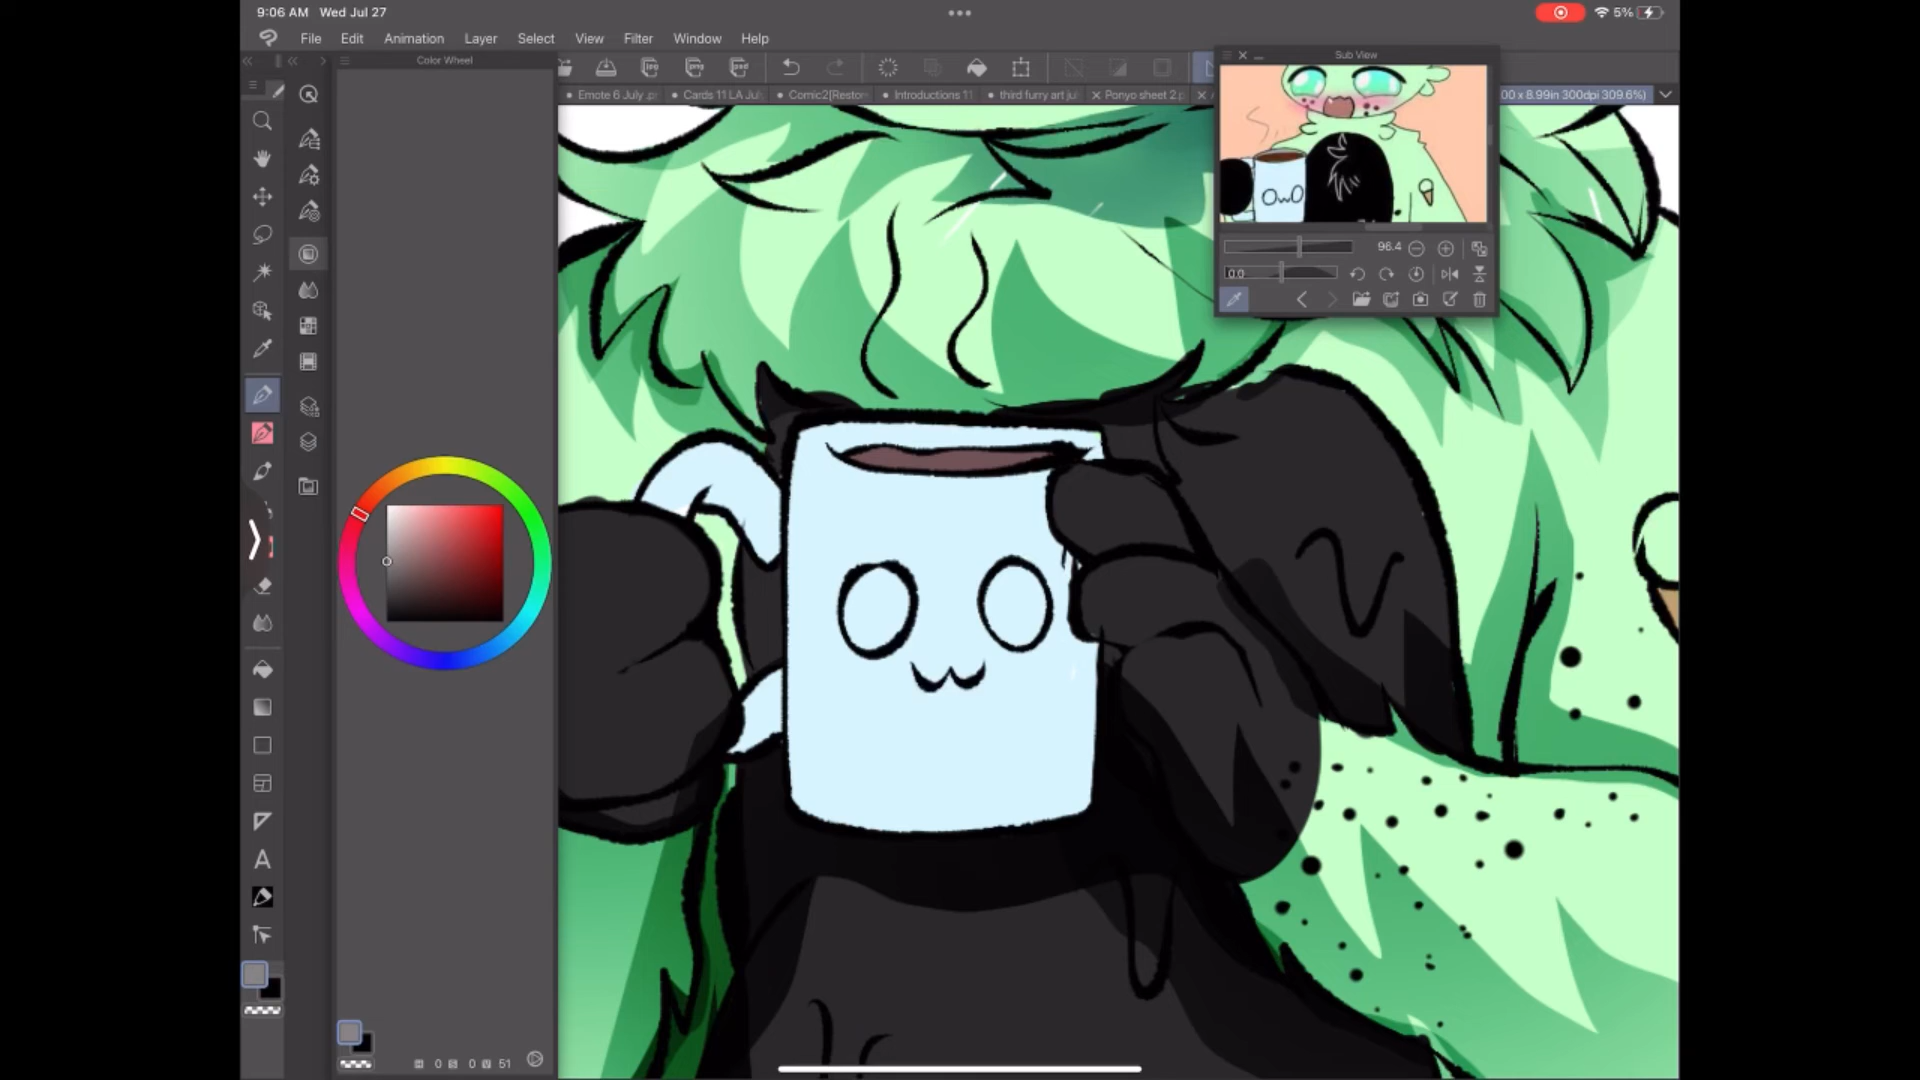 9:06 AM Wed Jul 27
5%
File Edit Animation Layer Select View Filter Window Help
Color Wheel
Sub View
Emote 6 July
Cards 11 LA Jul
Comic2[Restor
Introductions 11
third furry art jul
Ponyo sheet 2
00 x 8.99in 300dpi 309.6%)
OwO
96.4
0.0
A
H 0 S 0 V 51